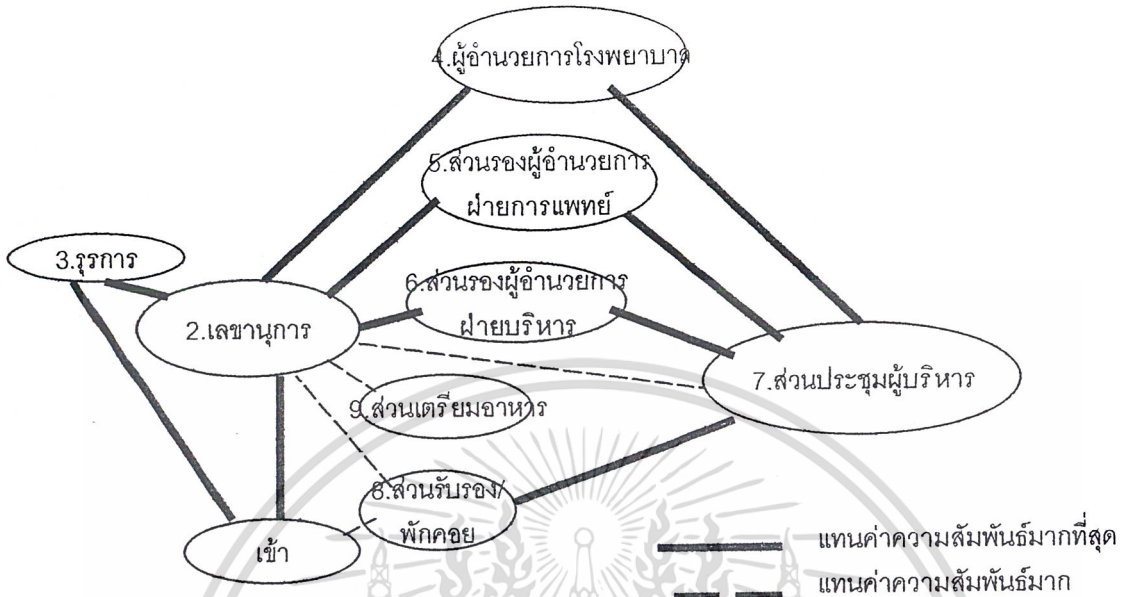 4.ผู้อำนวยการโรงพยาบาล
5.ส่วนรองผู้อำนวยการ
ฝ่ายการแพทย์
3.ธุรการ
6.ส่วนรองผู้อำนวยการ
ฝ่ายบริหาร
2.เลขานุการ
7.ส่วนประชุมผู้บริหาร
9.ส่วนเตรียมอาหาร
8.ส่วนรับรอง/
พักคอย
เข้า
แทนค่าความสัมพันธ์มากที่สุด
แทนค่าความสัมพันธ์มาก